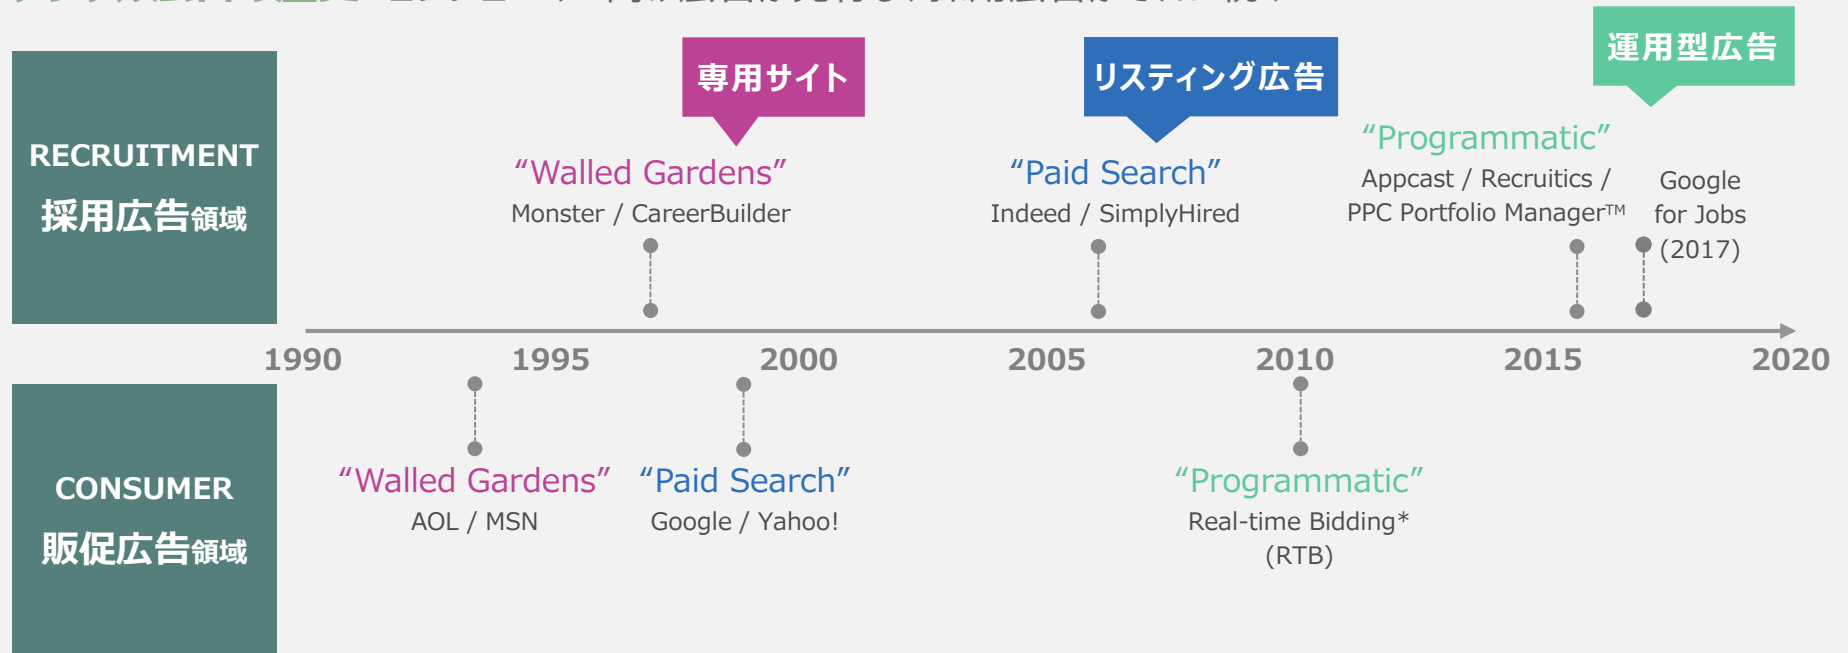 専用サイト
リスティング広告
運用型広告
RECRUITMENT
採用広告領域
“Walled Gardens”
Monster / CareerBuilder
“Paid Search”
Indeed / SimplyHired
“Programmatic”
Appcast / Recruitics /
PPC Portfolio Manager™
Google
for Jobs
(2017)
1990 1995 2000 2005 2010 2015 2020
CONSUMER
販促広告領域
“Walled Gardens”
AOL / MSN
“Paid Search”
Google / Yahoo!
“Programmatic”
Real-time Bidding*
(RTB)